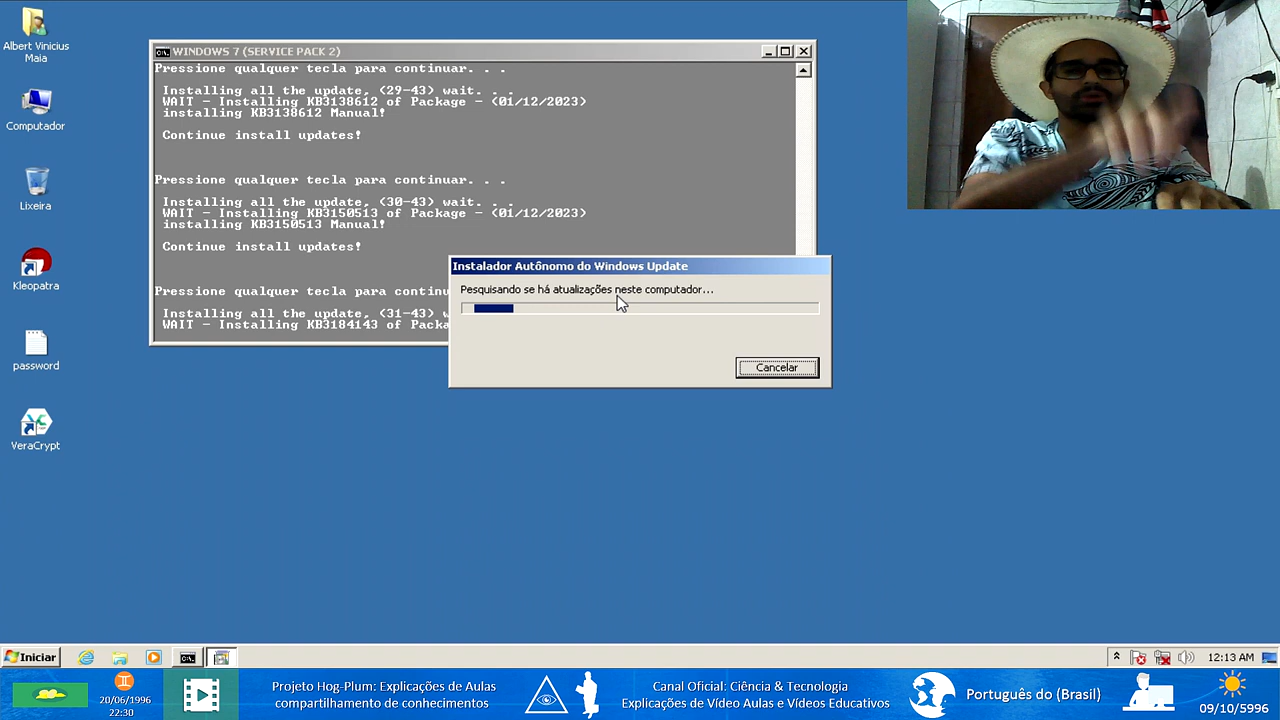 Albert Vinicius
Maia
Computador
Lixeira
Kleopatra
password
VeraCrypt
WINDOWS 7 (SERVICE PACK 2)
Pressione qualquer tecla para continuar. . .
Installing all the update, (29-43) wait. . .
WAIT - Installing KB3138612 of Package - (01/12/2023)
installing KB3138612 Manual!
Continue install updates!
Pressione qualquer tecla para continuar. . .
Installing all the update, (30-43) wait. . .
WAIT - Installing KB3150513 of Package - (01/12/2023)
installing KB3150513 Manual!
Continue install updates!
Pressione qualquer tecla para continu
Installing all the update, (31-43) wa
WAIT - Installing KB3184143 of Packa
Instalador Autônomo do Windows Update
Pesquisando se há atualizações neste computador...
Cancelar
Iniciar
12:13 AM
20/06/1996
22:30
Projeto Hog-Plum: Explicações de Aulas
compartilhamento de conhecimentos
Canal Oficial: Ciência & Tecnologia
Explicações de Vídeo Aulas e Vídeos Educativos
Português do (Brasil)
09/10/5996